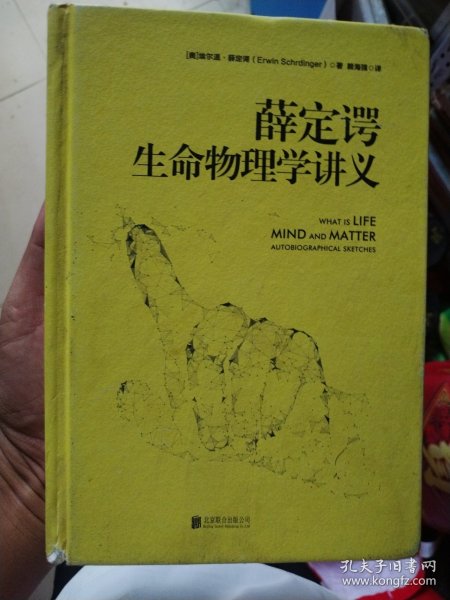 [奥]埃尔温·薛定谔（Erwin Schrdinger）◎著 颜海强◎译
薛定谔
生命物理学讲义
WHAT IS LIFE
MIND AND MATTER
AUTOBIOGRAPHICAL SKETCHES
北京联合出版公司
孔夫子旧书网
www.kongfz.com